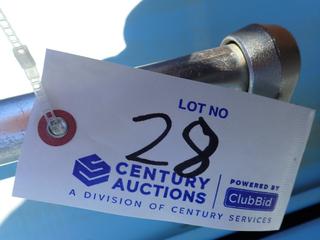 LOT NO
28
CENTURY
AUCTIONS
A DIVISION OF CENTURY SERVICES
POWERED BY
ClubBid